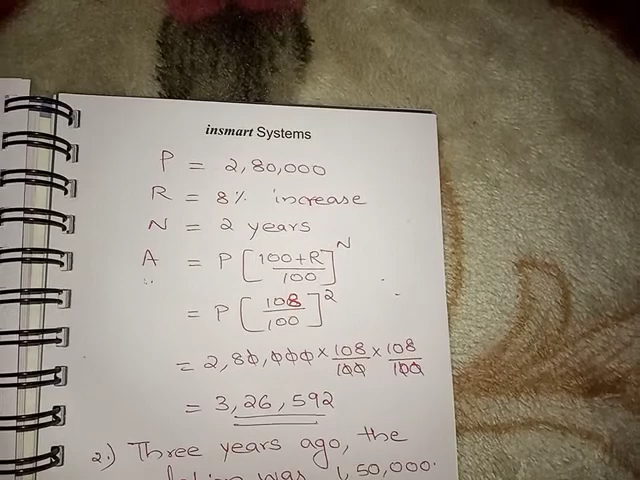 insmart Systems
P = 2,80,000
R = 8% increase
N = 2 years
A = P [100+R/100]^N
∴ = P [108/100]^2
= 2,80,000 × 108/100 × 108/100
= 3,26,592
2.) Three years ago, the
was 1,50,000.